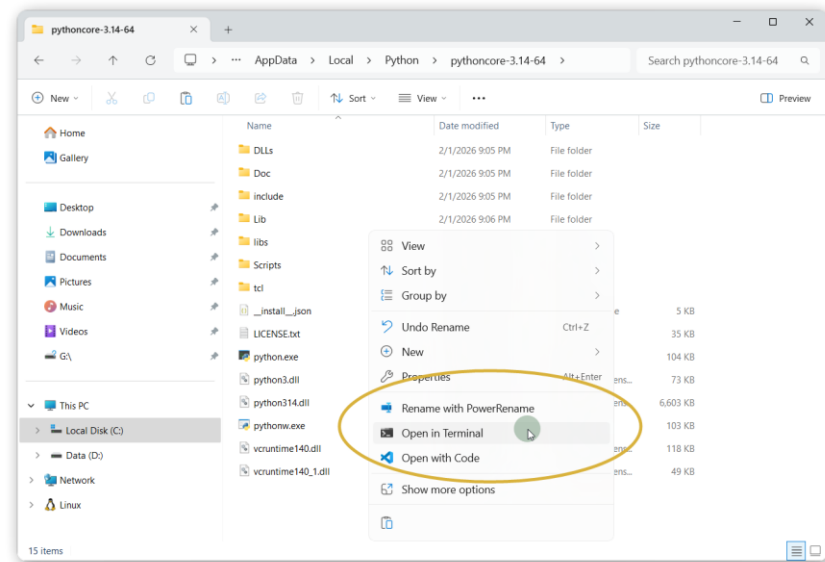 pythoncore-3.14-64
AppData > Local > Python > pythoncore-3.14-64 >
Search pythoncore-3.14-64
New
Sort
View
Preview
Name Date modified Type Size
Home
Gallery
Desktop
Downloads
Documents
Pictures
Music
Videos
G:\
This PC
Local Disk (C:)
Data (D:)
Network
Linux
DLLs 2/1/2026 9:05 PM File folder
Doc 2/1/2026 9:05 PM File folder
include 2/1/2026 9:05 PM File folder
Lib 2/1/2026 9:06 PM File folder
libs
Scripts
tcl
__install__.json 5 KB
LICENSE.txt 35 KB
python.exe 104 KB
python3.dll ens... 73 KB
python314.dll ens... 6,603 KB
pythonw.exe 103 KB
vcruntime140.dll ens... 118 KB
vcruntime140_1.dll ens... 49 KB
View
Sort by
Group by
Undo Rename Ctrl+Z
New
Properties Alt+Enter
Rename with PowerRename
Open in Terminal
Open with Code
Show more options
15 items